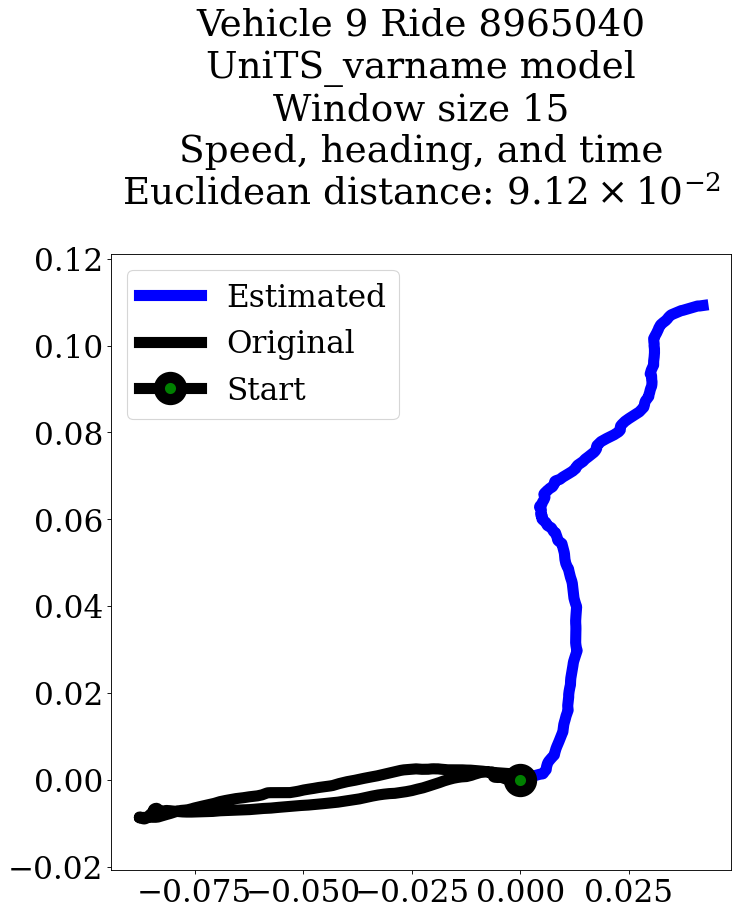 Vehicle 9 Ride 8965040
UniTS_varname model
Window size 15
Speed, heading, and time
Euclidean distance: 9.12 × 10⁻²
0.12
0.10
0.08
0.06
0.04
0.02
0.00
−0.02
Estimated
Original
Start
−0.075 −0.050 −0.025 0.000 0.025